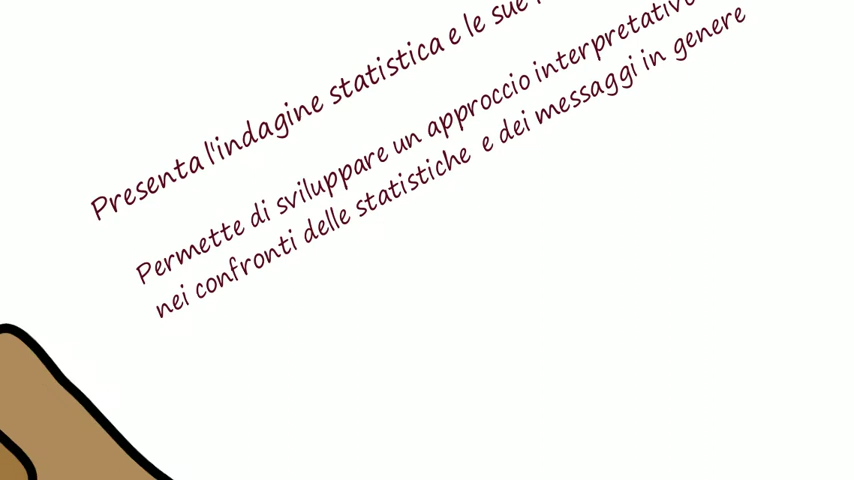 Presenta l'indagine statistica e le sue
Permette di sviluppare un approccio interpretativo
nei confronti delle statistiche e dei messaggi in genere